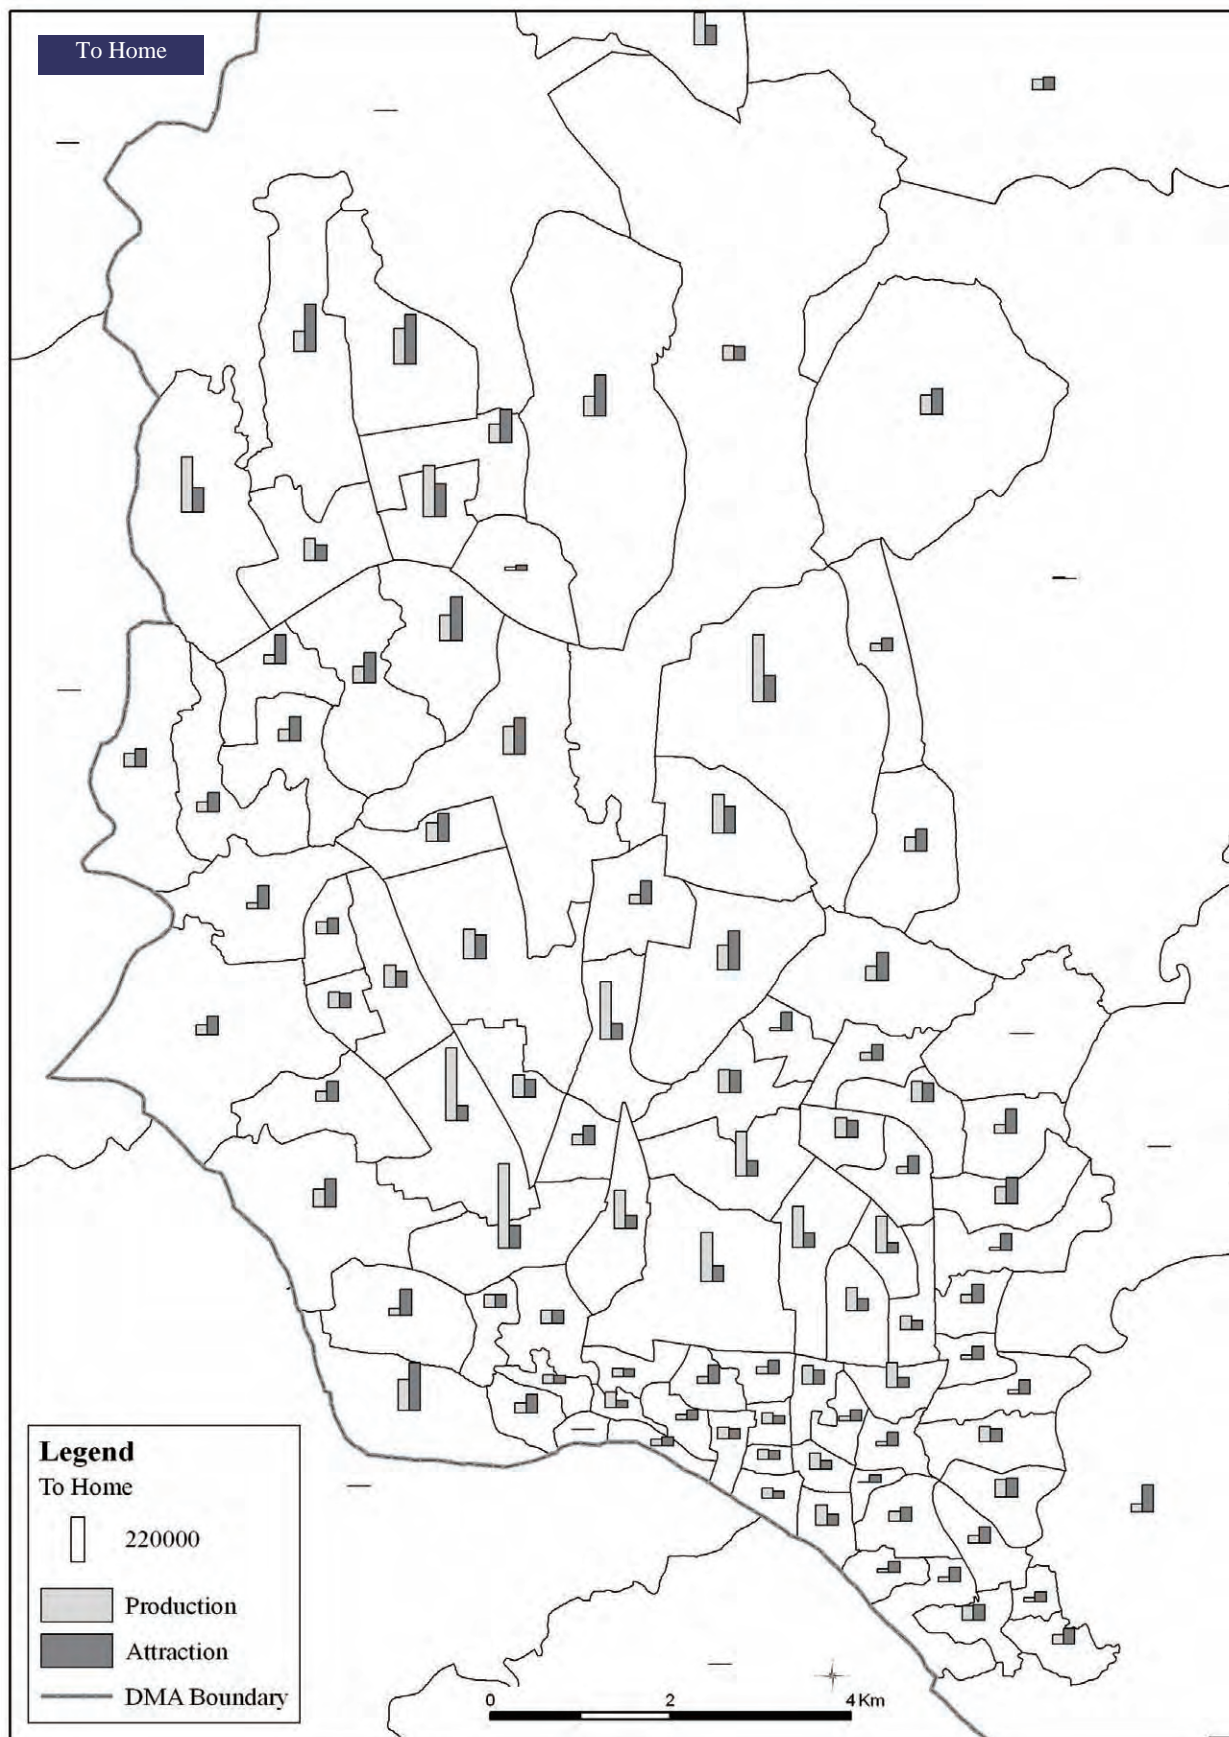 To Home
Legend
To Home
220000
Production
Attraction
DMA Boundary
0 2 4 Km